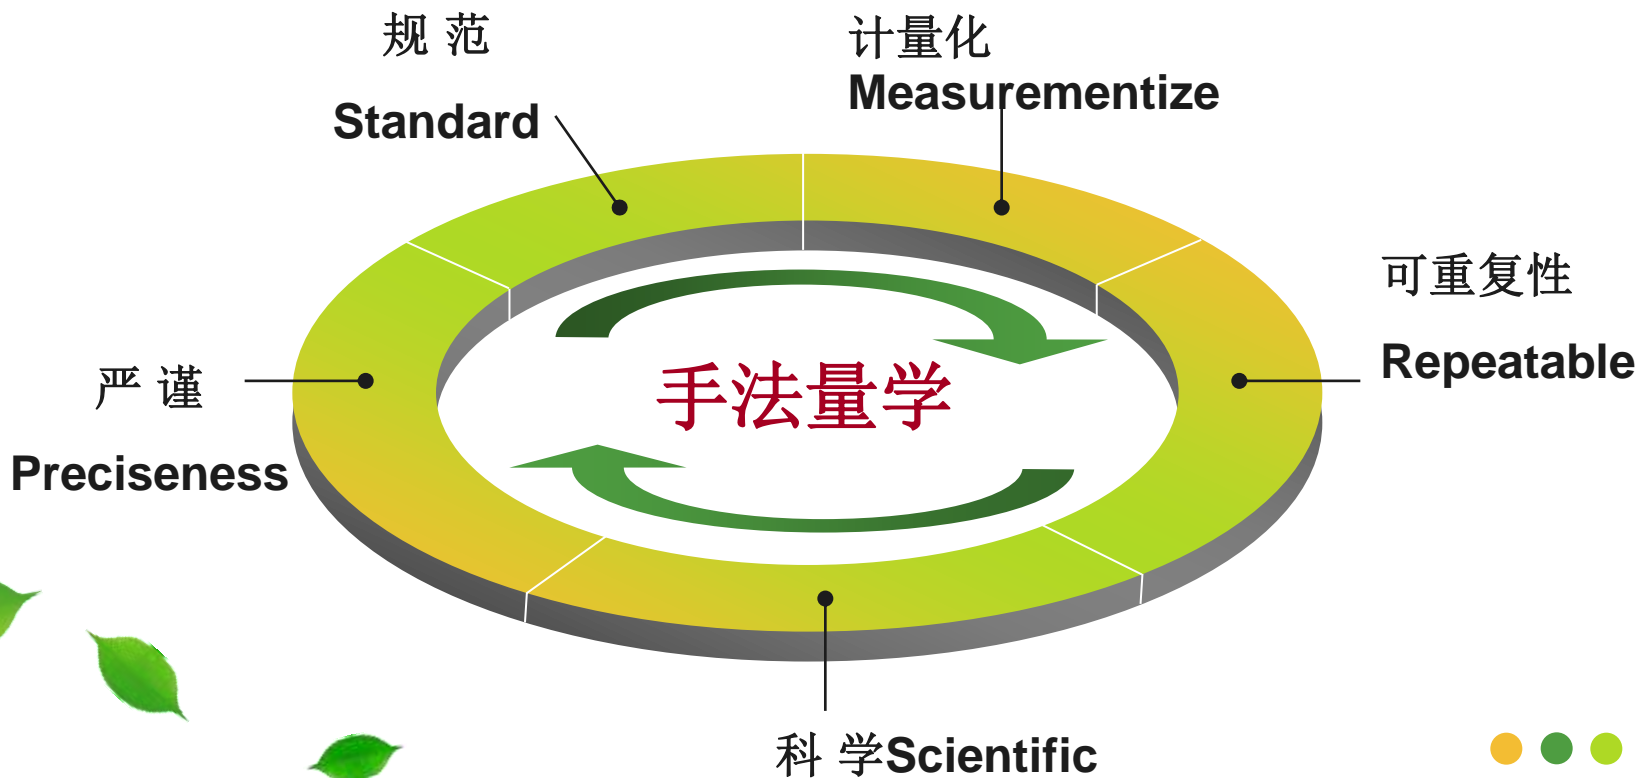 规 范
Standard
计量化
Measurementize
可重复性
Repeatable
严 谨
Preciseness
手法量学
科 学Scientific